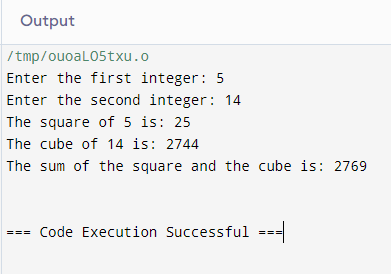 Output
/tmp/ouoaLO5txu.o
Enter the first integer: 5
Enter the second integer: 14
The square of 5 is: 25
The cube of 14 is: 2744
The sum of the square and the cube is: 2769
=== Code Execution Successful ===